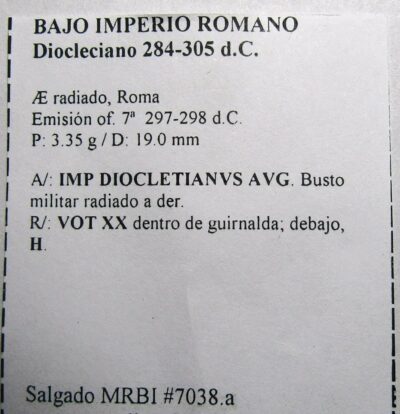 BAJO IMPERIO ROMANO
Diocleciano 284-305 d.C.
Æ radiado, Roma
Emisión of. 7ª 297-298 d.C.
P: 3.35 g / D: 19.0 mm
A/: IMP DIOCLETIANVS AVG. Busto
militar radiado a der.
R/: VOT XX dentro de guirnalda; debajo,
H.
Salgado MRBI #7038.a